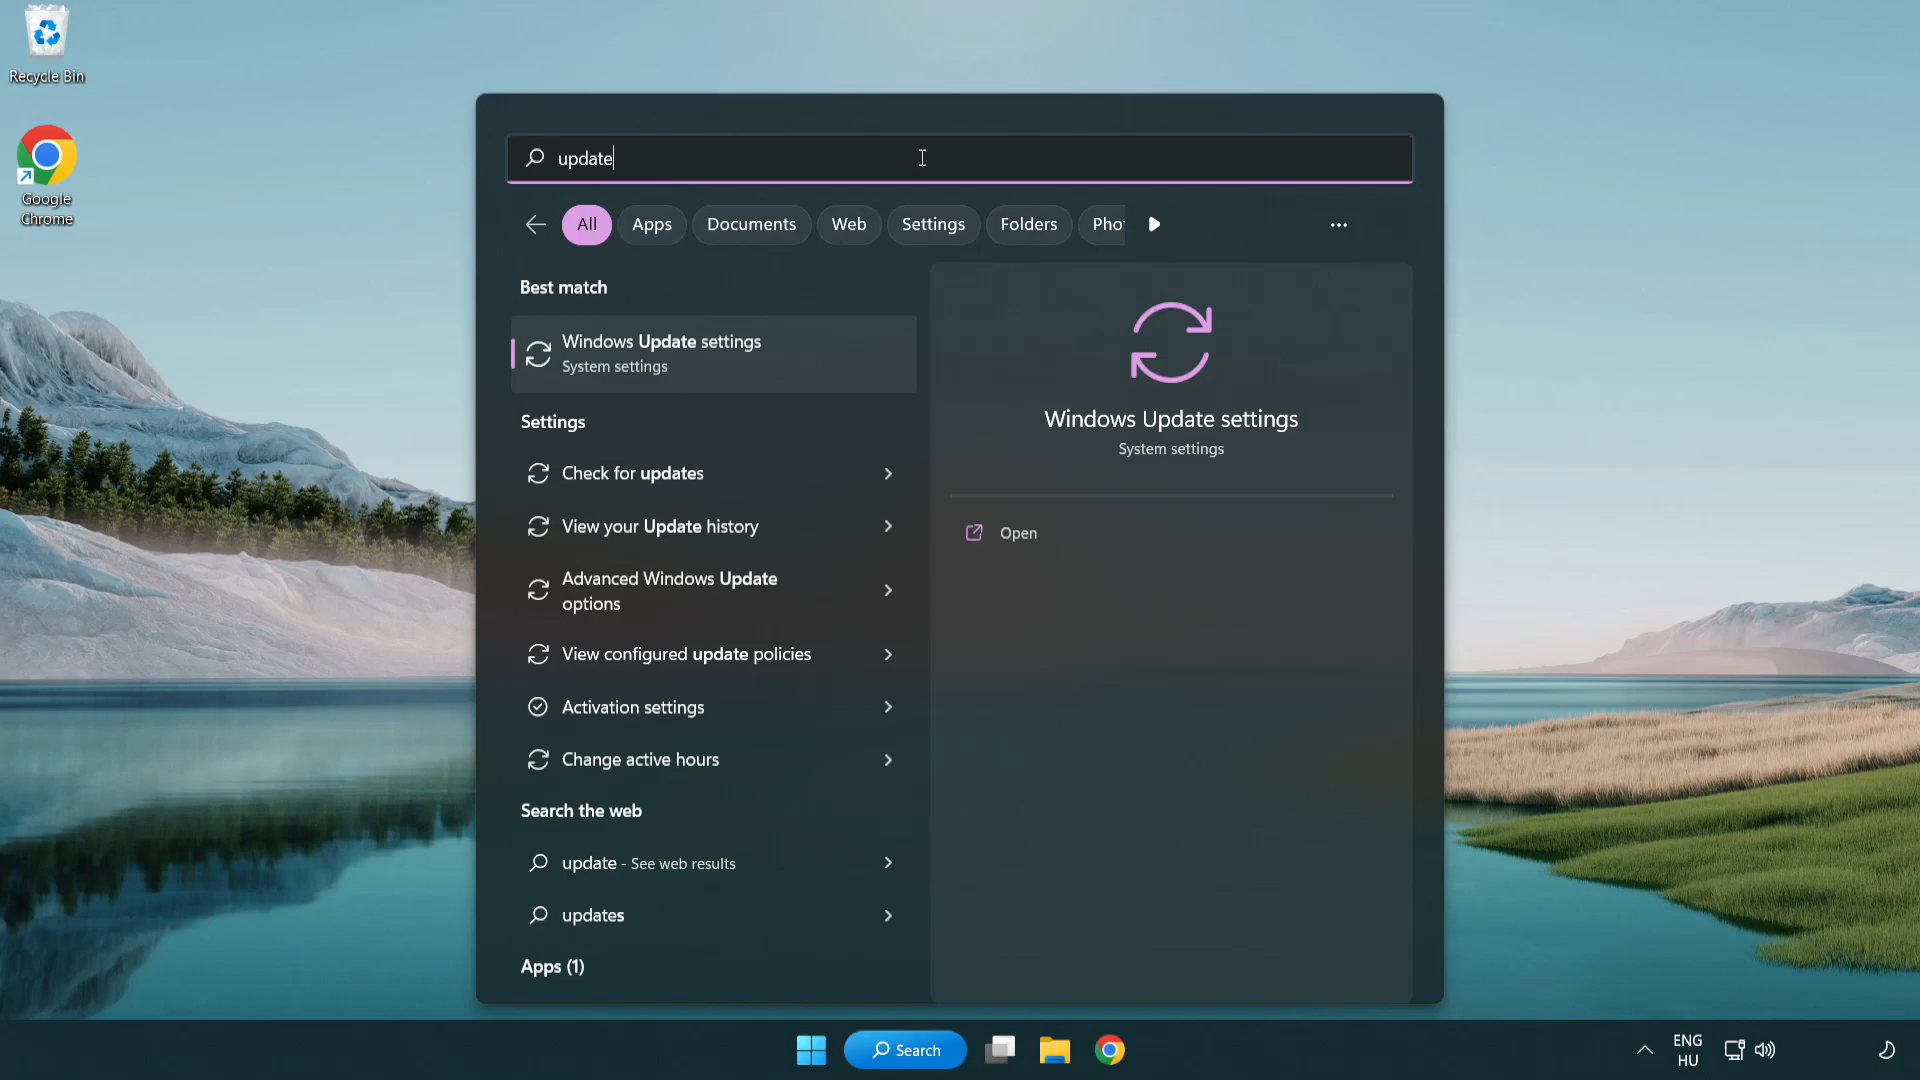 Recycle Bin
Google
Chrome
update
All
Apps
Documents
Web
Settings
Folders
Pho
Best match
Windows Update settings
System settings
Settings
Check for updates
View your Update history
Advanced Windows Update
options
View configured update policies
Activation settings
Change active hours
Search the web
update - See web results
updates
Apps (1)
Windows Update settings
System settings
Open
Search
ENG
HU